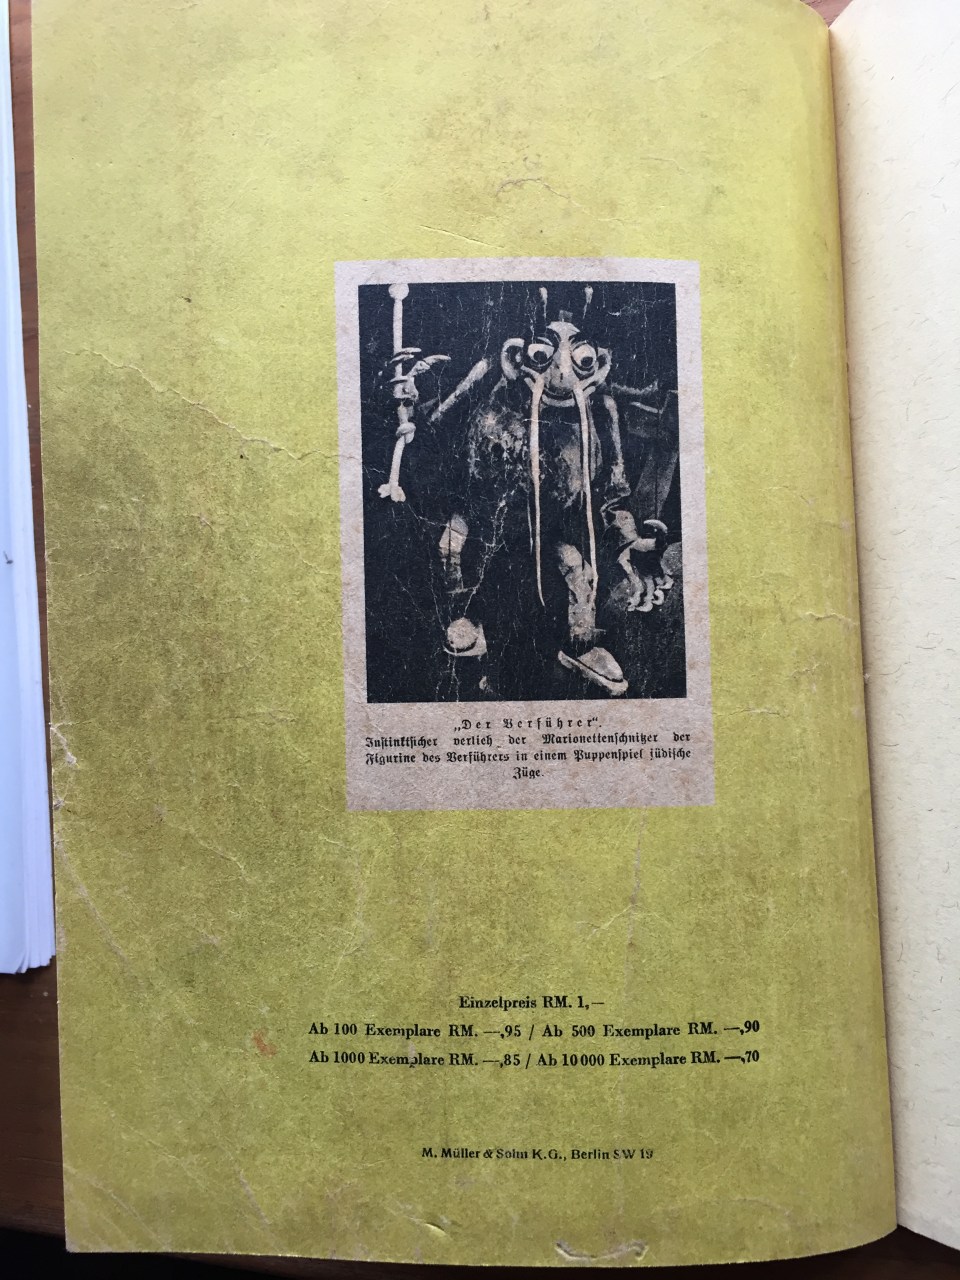 „Der Verführer“.
Instinktsicher verlieh der Marionettenschnitzer der
Figurine des Verführers in einem Puppenspiel jüdische
Züge.
Einzelpreis RM. 1,—
Ab 100 Exemplare RM. —,95 / Ab 500 Exemplare RM. —,90
Ab 1000 Exemplare RM. —,85 / Ab 10 000 Exemplare RM. —,70
M. Müller & Sohn K.G., Berlin SW 19